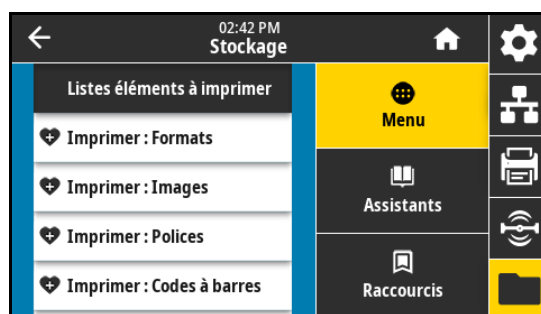 02:42 PM
Stockage
Listes éléments à imprimer
Imprimer : Formats
Imprimer : Images
Imprimer : Polices
Imprimer : Codes à barres
Menu
Assistants
Raccourcis